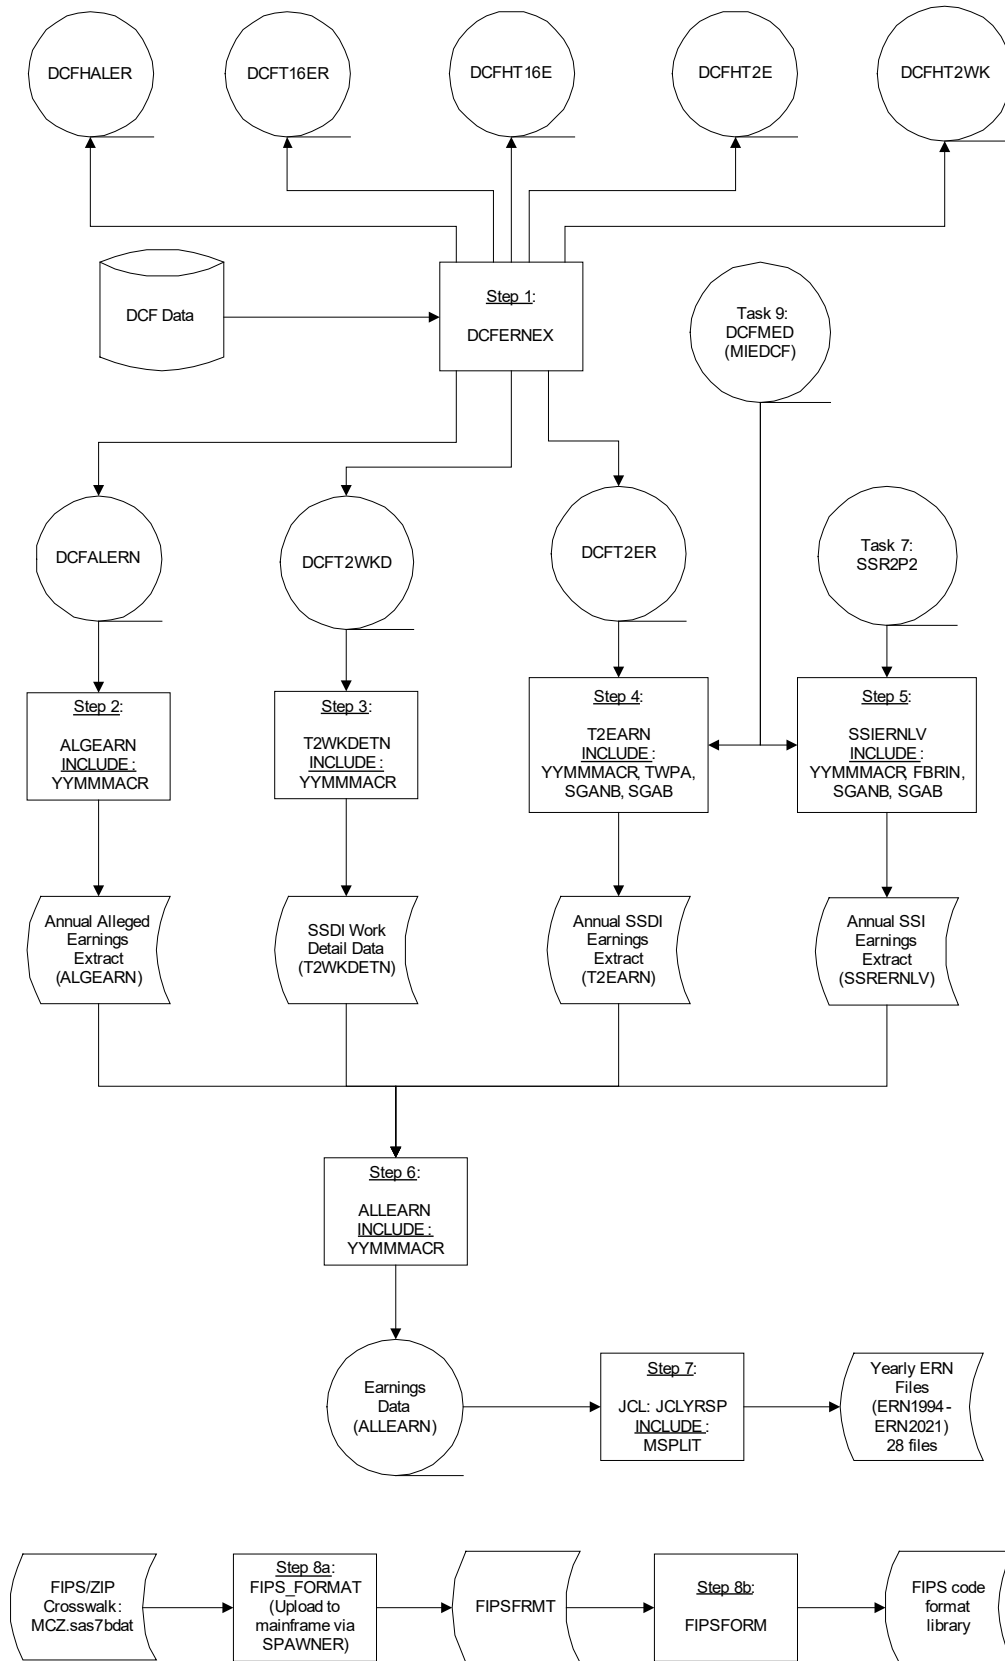 DCFHALER
DCFT16ER
DCFHT16E
DCFHT2E
DCFHT2WK
DCF Data
Step 1:
DCFERNEX
Task 9:
DCFMED
(MIEDCF)
DCFALERN
DCFT2WKD
DCFT2ER
Task 7:
SSR2P2
Step 2:
ALGEARN
INCLUDE :
YYMMMACR
Step 3:
T2WKDETN
INCLUDE :
YYMMMACR
Step 4:
T2EARN
INCLUDE :
YYMMMACR, TWPA,
SGANB, SGAB
Step 5:
SSIERNLV
INCLUDE :
YYMMMACR, FBRIN,
SGANB, SGAB
Annual Alleged
Earnings
Extract
(ALGEARN)
SSDI Work
Detail Data
(T2WKDETN)
Annual SSDI
Earnings
Extract
(T2EARN)
Annual SSI
Earnings
Extract
(SSRERNLV)
Step 6:
ALLEARN
INCLUDE :
YYMMMACR
Earnings
Data
(ALLEARN)
Step 7:
JCL: JCLYRSP
INCLUDE :
MSPLIT
Yearly ERN
Files
(ERN1994-
ERN2021)
28 files
FIPS/ZIP
Crosswalk:
MCZ.sas7bdat
Step 8a:
FIPS_FORMAT
(Upload to
mainframe via
SPAWNER)
FIPSFRMT
Step 8b:
FIPSFORM
FIPS code
format
library